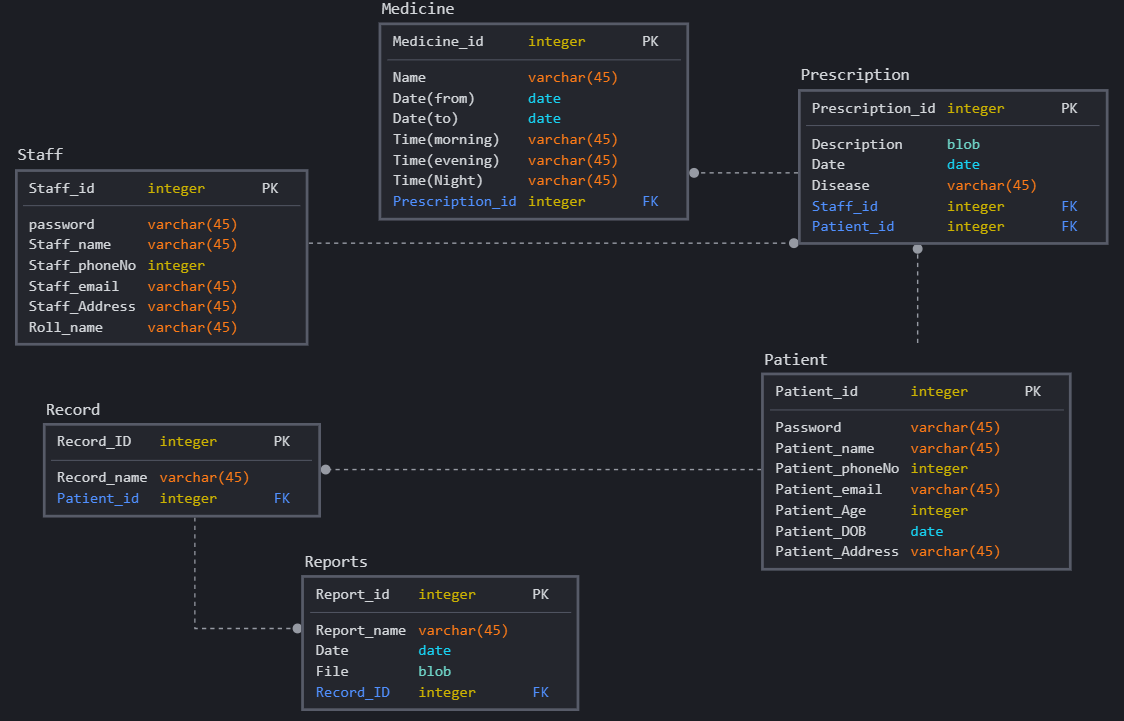 Medicine
Medicine_id integer PK
Name varchar(45)
Date(from) date
Date(to) date
Time(morning) varchar(45)
Time(evening) varchar(45)
Time(Night) varchar(45)
Prescription_id integer FK
Prescription
Prescription_id integer PK
Description blob
Date date
Disease varchar(45)
Staff_id integer FK
Patient_id integer FK
Staff
Staff_id integer PK
password varchar(45)
Staff_name varchar(45)
Staff_phoneNo integer
Staff_email varchar(45)
Staff_Address varchar(45)
Roll_name varchar(45)
Patient
Patient_id integer PK
Password varchar(45)
Patient_name varchar(45)
Patient_phoneNo integer
Patient_email varchar(45)
Patient_Age integer
Patient_DOB date
Patient_Address varchar(45)
Record
Record_ID integer PK
Record_name varchar(45)
Patient_id integer FK
Reports
Report_id integer PK
Report_name varchar(45)
Date date
File blob
Record_ID integer FK